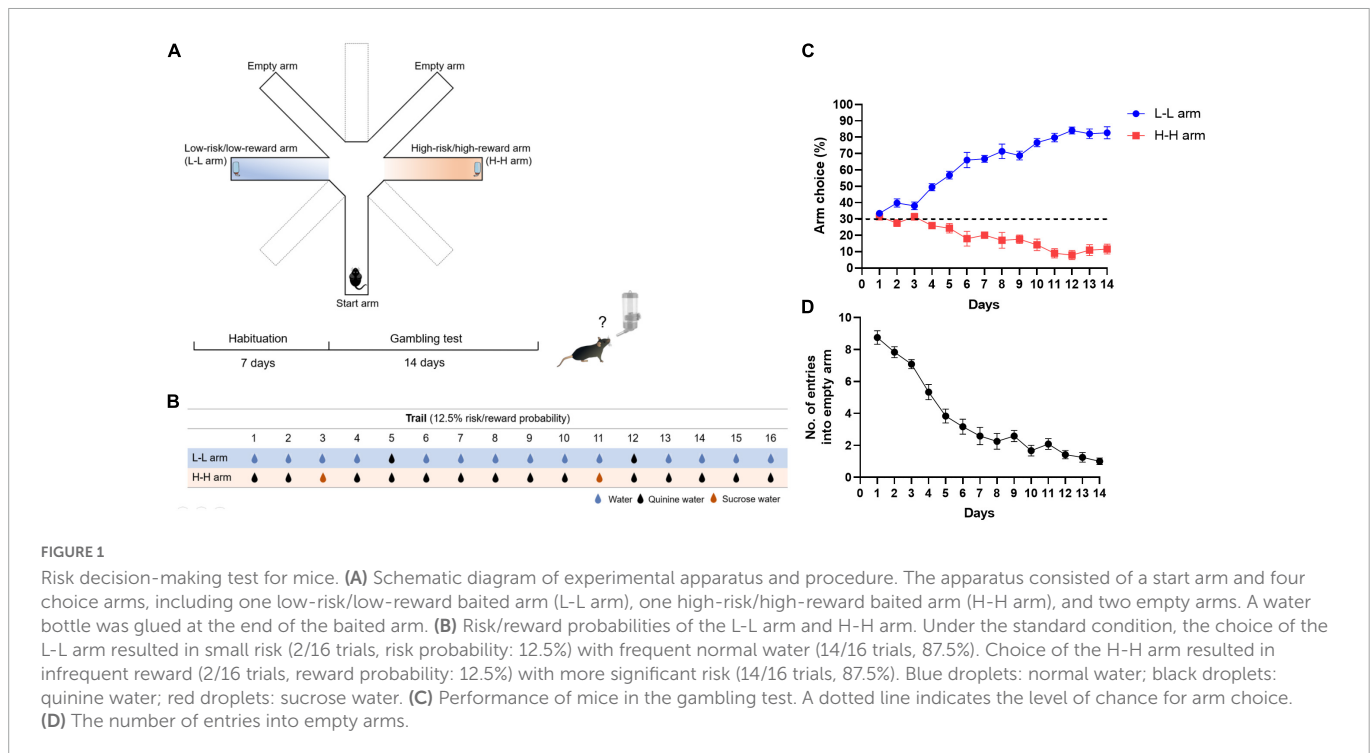 A
Empty arm
Empty arm
Low-risk/low-reward arm
(L-L arm)
High-risk/high-reward arm
(H-H arm)
Start arm
Habituation
Gambling test
7 days
14 days
?
B
Trail (12.5% risk/reward probability)
1 2 3 4 5 6 7 8 9 10 11 12 13 14 15 16
L-L arm
H-H arm
Water Quinine water Sucrose water
C
Arm choice (%)
100
90
80
70
60
50
40
30
20
10
0
0 1 2 3 4 5 6 7 8 9 10 11 12 13 14
Days
L-L arm
H-H arm
D
No. of entries
into empty arm
10
8
6
4
2
0
0 1 2 3 4 5 6 7 8 9 10 11 12 13 14
Days
FIGURE 1
Risk decision-making test for mice. (A) Schematic diagram of experimental apparatus and procedure. The apparatus consisted of a start arm and four
choice arms, including one low-risk/low-reward baited arm (L-L arm), one high-risk/high-reward baited arm (H-H arm), and two empty arms. A water
bottle was glued at the end of the baited arm. (B) Risk/reward probabilities of the L-L arm and H-H arm. Under the standard condition, the choice of the
L-L arm resulted in small risk (2/16 trials, risk probability: 12.5%) with frequent normal water (14/16 trials, 87.5%). Choice of the H-H arm resulted in
infrequent reward (2/16 trials, reward probability: 12.5%) with more significant risk (14/16 trials, 87.5%). Blue droplets: normal water; black droplets:
quinine water; red droplets: sucrose water. (C) Performance of mice in the gambling test. A dotted line indicates the level of chance for arm choice.
(D) The number of entries into empty arms.